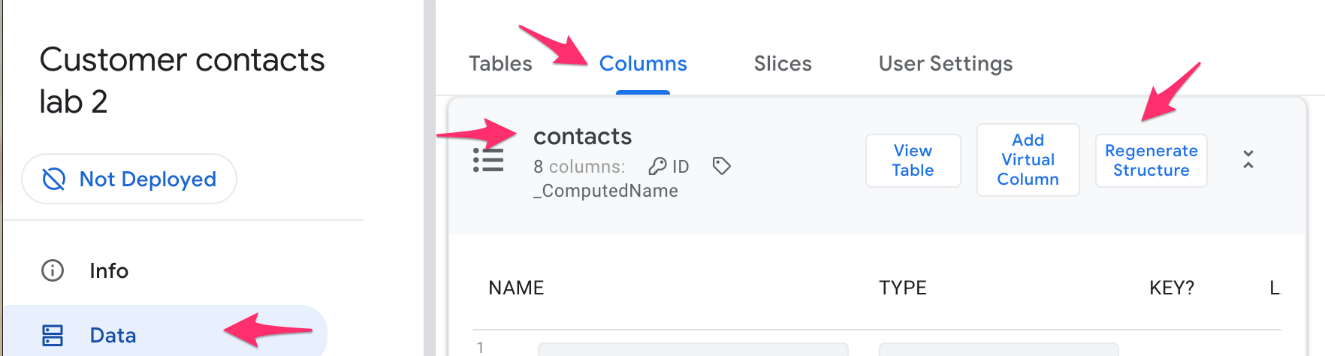 Customer contacts
lab 2
Not Deployed
Info
Data
Tables Columns Slices User Settings
contacts
8 columns: ID
_ComputedName
View
Table
Add
Virtual
Column
Regenerate
Structure
NAME TYPE KEY? L
1